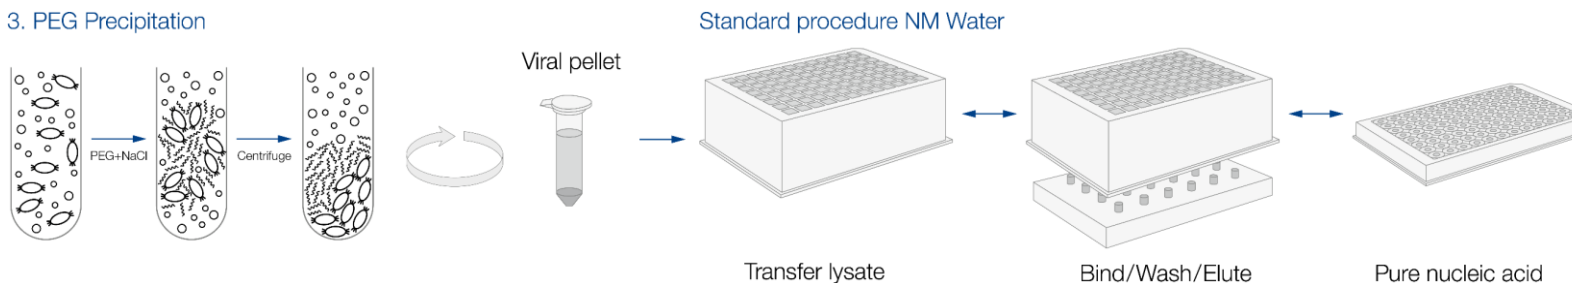 3. PEG Precipitation
Standard procedure NM Water
Viral pellet
PEG+NaCl
Centrifuge
Transfer lysate
Bind/Wash/Elute
Pure nucleic acid